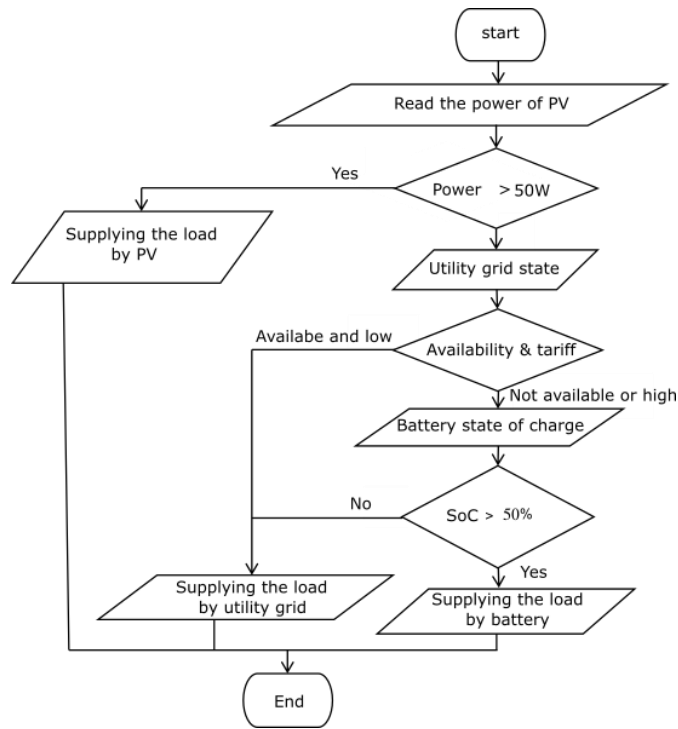 start
Read the power of PV
Yes
Power > 50W
Supplying the load
by PV
Utility grid state
Availabe and low
Availability & tariff
Not available or high
Battery state of charge
No
SoC > 50%
Yes
Supplying the load
by utility grid
Supplying the load
by battery
End